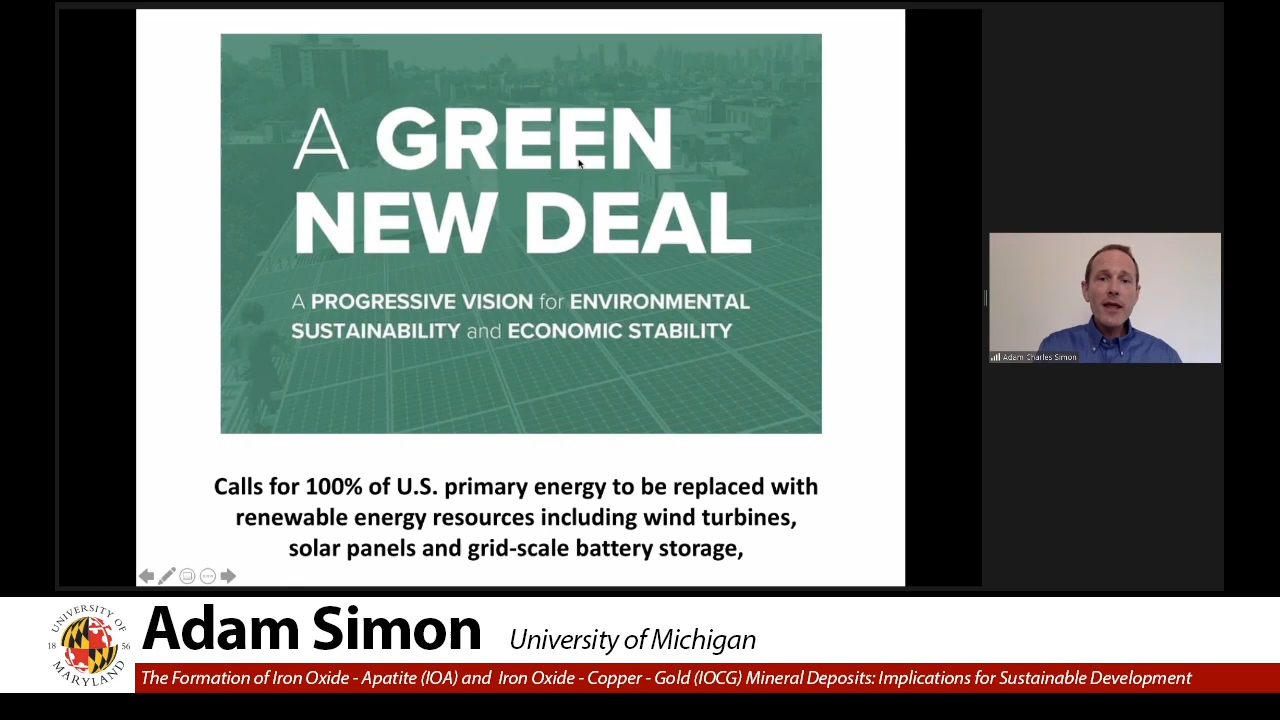 A GREEN
NEW DEAL
A PROGRESSIVE VISION for ENVIRONMENTAL
SUSTAINABILITY and ECONOMIC STABILITY
Calls for 100% of U.S. primary energy to be replaced with
renewable energy resources including wind turbines,
solar panels and grid-scale battery storage,
Adam Charles Simon
UNIVERSITY OF
18 56
MARYLAND
Adam Simon University of Michigan
The Formation of Iron Oxide - Apatite (IOA) and Iron Oxide - Copper - Gold (IOCG) Mineral Deposits: Implications for Sustainable Development